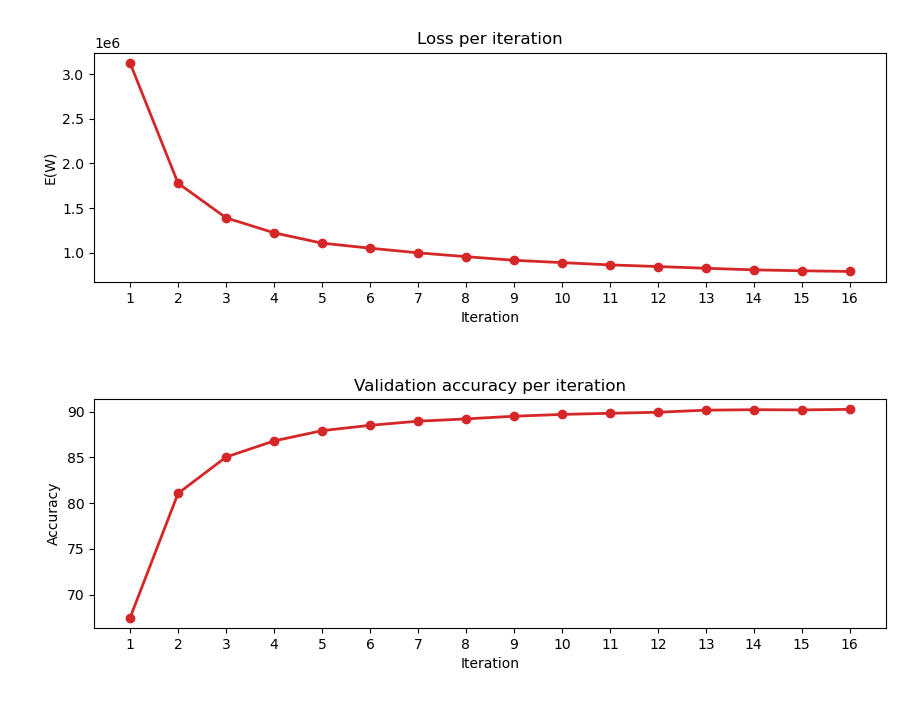 Loss per iteration
1e6
3.0
2.5
2.0
1.5
1.0
E(W)
1 2 3 4 5 6 7 8 9 10 11 12 13 14 15 16
Iteration
Validation accuracy per iteration
90
85
80
75
70
Accuracy
1 2 3 4 5 6 7 8 9 10 11 12 13 14 15 16
Iteration